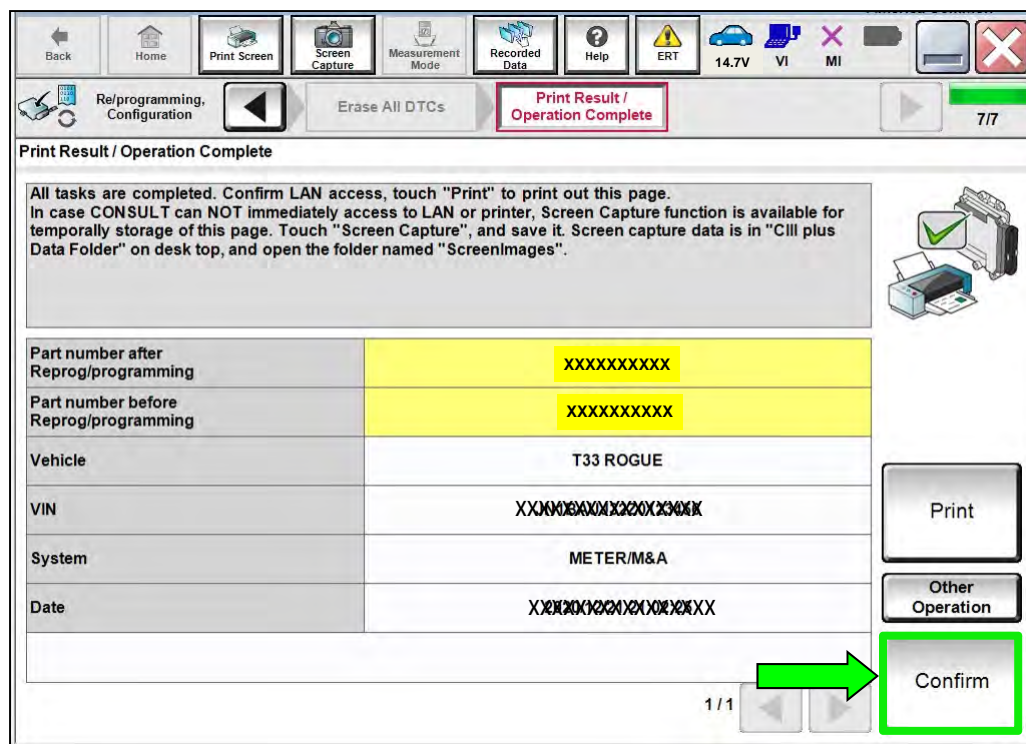 Back
Home
Print Screen
Screen
Capture
Measurement
Mode
Recorded
Data
Help
ERT
14.7V
VI
MI
Re/programming,
Configuration
Erase All DTCs
Print Result /
Operation Complete
7/7
Print Result / Operation Complete
All tasks are completed. Confirm LAN access, touch "Print" to print out this page.
In case CONSULT can NOT immediately access to LAN or printer, Screen Capture function is available for
temporally storage of this page. Touch "Screen Capture", and save it. Screen capture data is in "CIII plus
Data Folder" on desk top, and open the folder named "ScreenImages".
Part number after
Reprog/programming
XXXXXXXXXX
Part number before
Reprog/programming
XXXXXXXXXX
Vehicle
T33 ROGUE
VIN
System
METER/M&A
Date
Print
Other
Operation
Confirm
1/1